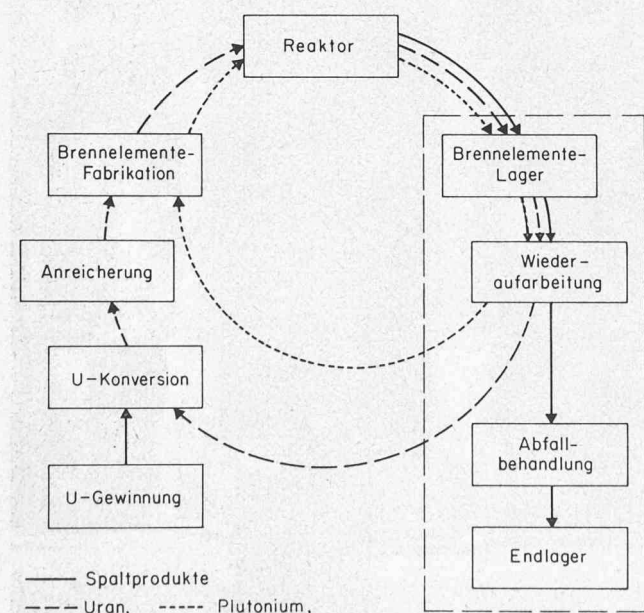 Reaktor
Brennelemente-
Fabrikation
Brennelemente-
Lager
Anreicherung
Wieder-
aufarbeitung
U-Konversion
U-Gewinnung
Abfall-
behandlung
Endlager
Spaltprodukte
Uran, Plutonium,